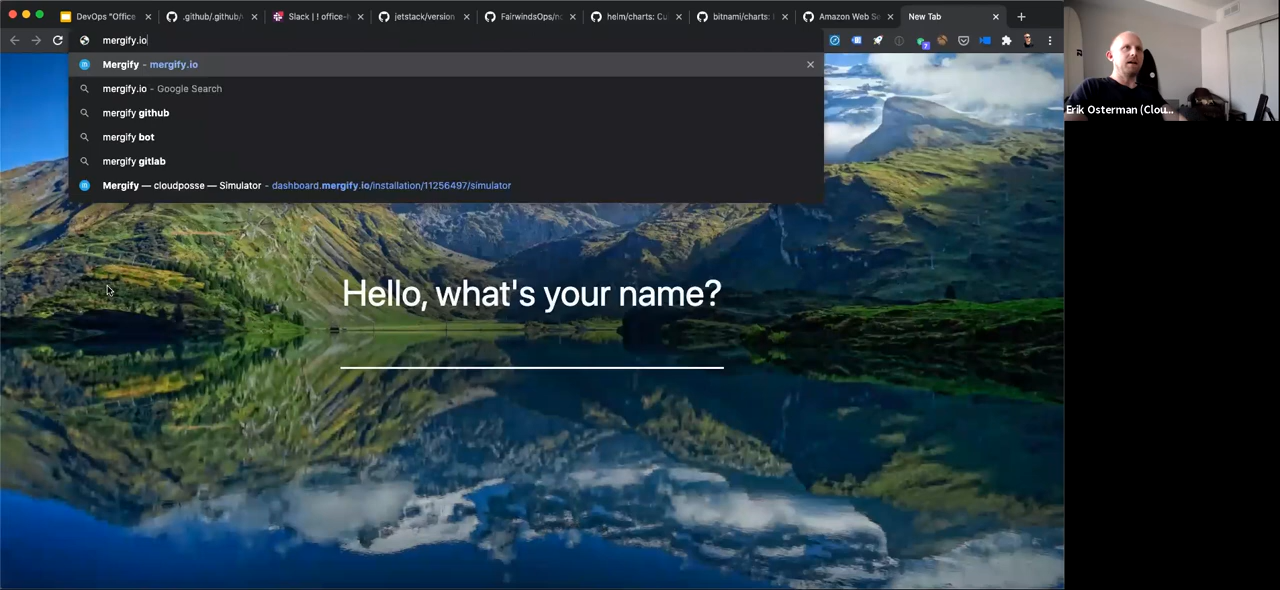 DevOps "Office
.github/.github/
Slack | ! office-
jetstack/version
FairwindsOps/
helm/charts: Cu
bitnami/charts:
Amazon Web Se
New Tab
mergify.io
7
Mergify - mergify.io
mergify.io - Google Search
mergify github
mergify bot
mergify gitlab
Mergify — cloudposse — Simulator - dashboard.mergify.io/installation/11256497/simulator
Hello, what's your name?
Erik Osterman (Clou...